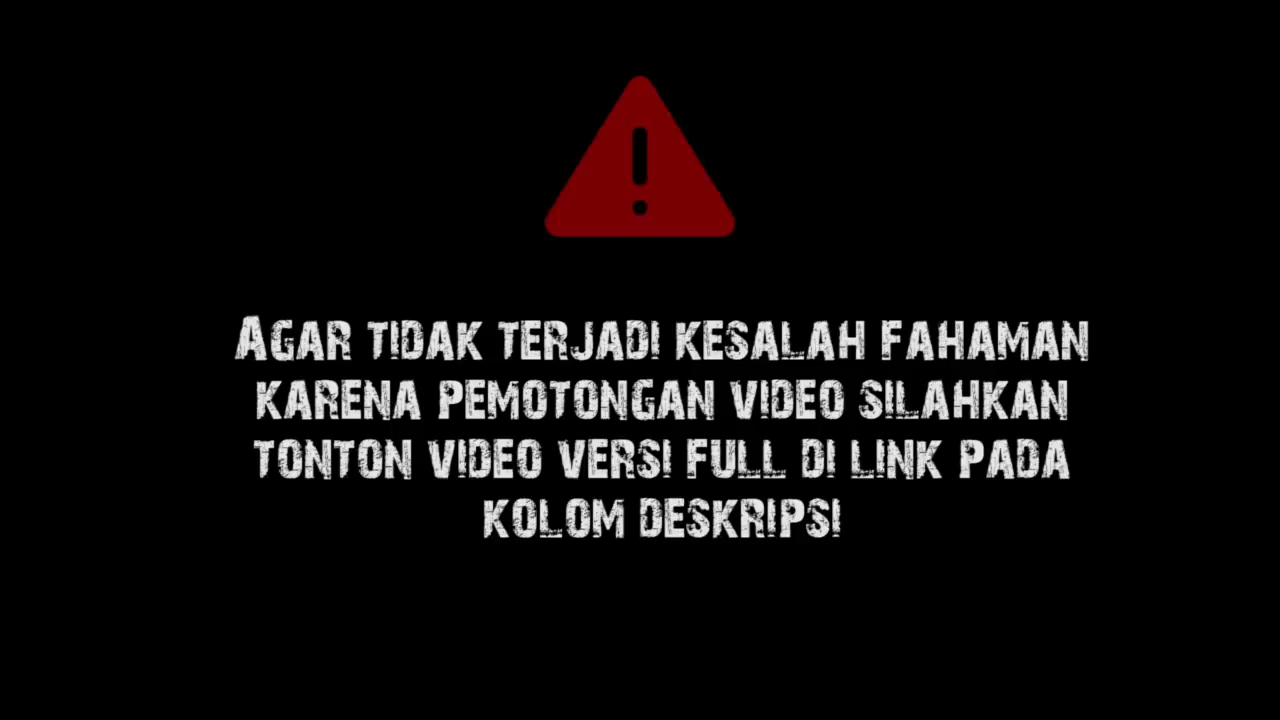 AGAR TIDAK TERJADI KESALAH FAHAMAN
KARENA PEMOTONGAN VIDEO SILAHKAN
TONTON VIDEO VERSI FULL DI LINK PADA
KOLOM DESKRIPSI